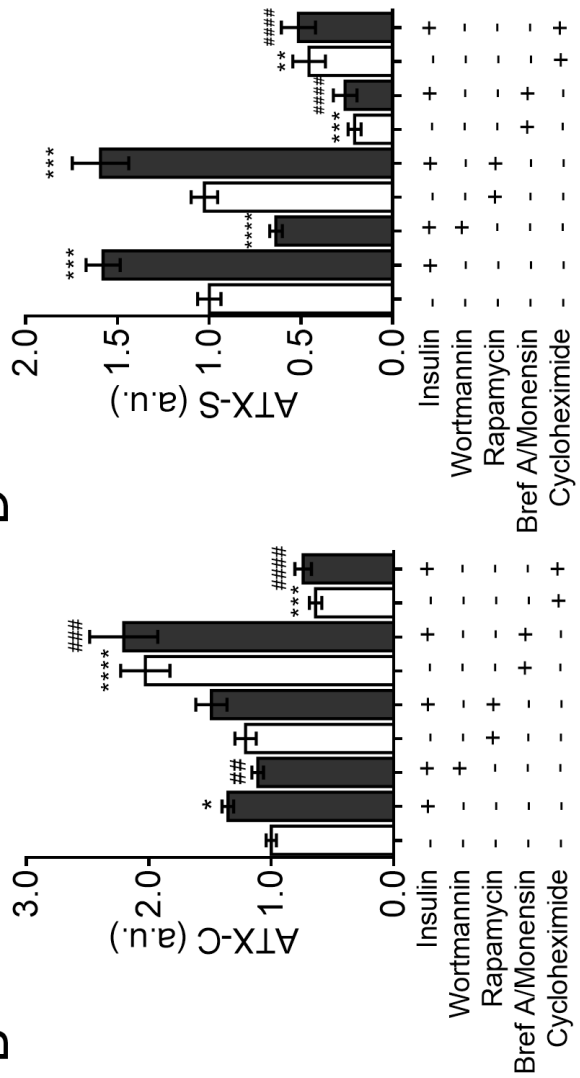 ATX-C (a.u.)
3.0
2.0
1.0
0.0
* ## **** ### *** ####
Insulin - + + - + - + - +
Wortmannin - - + - - - - - -
Rapamycin - - - + + - - - -
Bref A/Monensin - - - - - + + - -
Cycloheximide - - - - - - - + +
ATX-S (a.u.)
2.0
1.5
1.0
0.5
0.0
*** **** *** *** #### ** ####
Insulin - + + - + - + - +
Wortmannin - - + - - - - - -
Rapamycin - - - + + - - - -
Bref A/Monensin - - - - - + + - -
Cycloheximide - - - - - - - + +